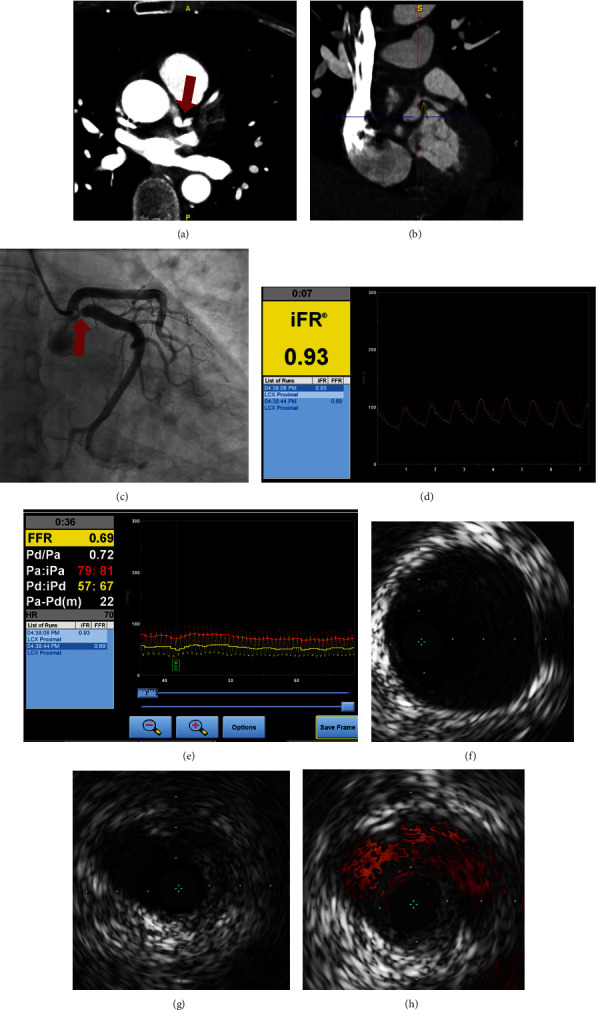 A
P
(a)
S
(b)
(c)
0:07
iFR®
0.93
List of Runs iFR FFR
04:38:06 PM 0.93
LCX Proximal
04:38:44 PM 0.69
LCX Proximal
300
200
100
0
1 2 3 4 5 6 7
(d)
0:36
FFR 0.69
Pd/Pa 0.72
Pa:iPa 79: 81
Pd:iPd 57: 67
Pa-Pd(m) 22
HR 70
List of Runs iFR FFR
04:38:06 PM 0.93
LCX Proximal
04:38:44 PM 0.69
LCX Proximal
300
200
100
0
40 50 60
FFR
Options
Save Frame
(e)
(f)
(g)
(h)